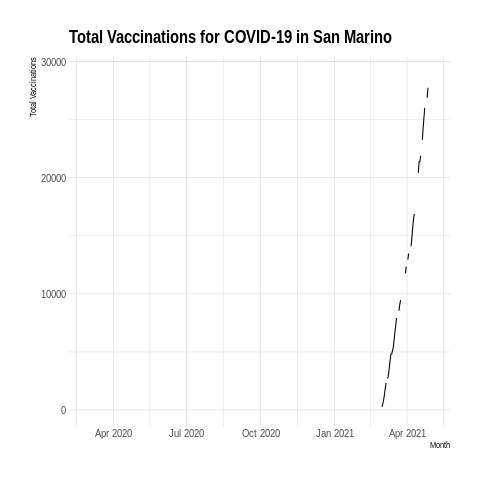 Total Vaccinations for COVID-19 in San Marino
Total Vaccinations
30000
20000
10000
0
Apr 2020
Jul 2020
Oct 2020
Jan 2021
Apr 2021
Month